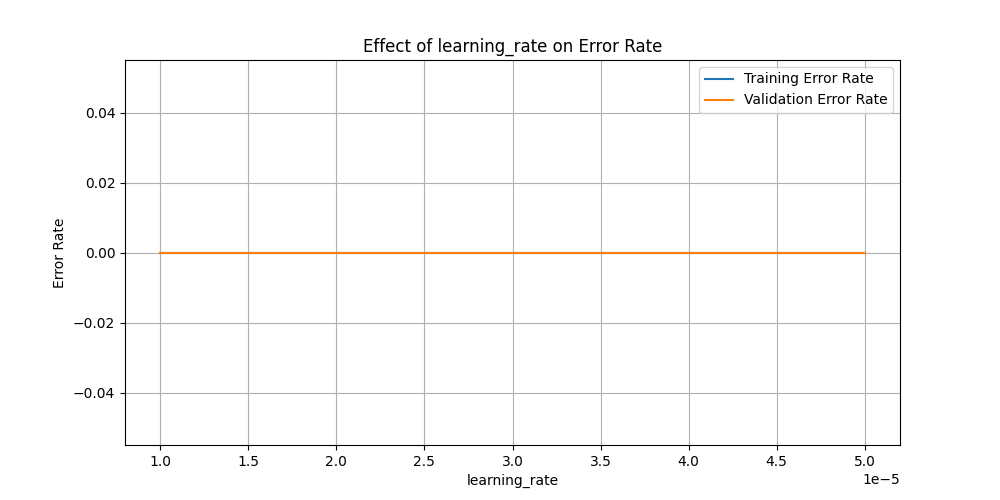 Effect of learning_rate on Error Rate
Training Error Rate
Validation Error Rate
Error Rate
0.04
0.02
0.00
−0.02
−0.04
1.0 1.5 2.0 2.5 3.0 3.5 4.0 4.5 5.0
1e−5
learning_rate